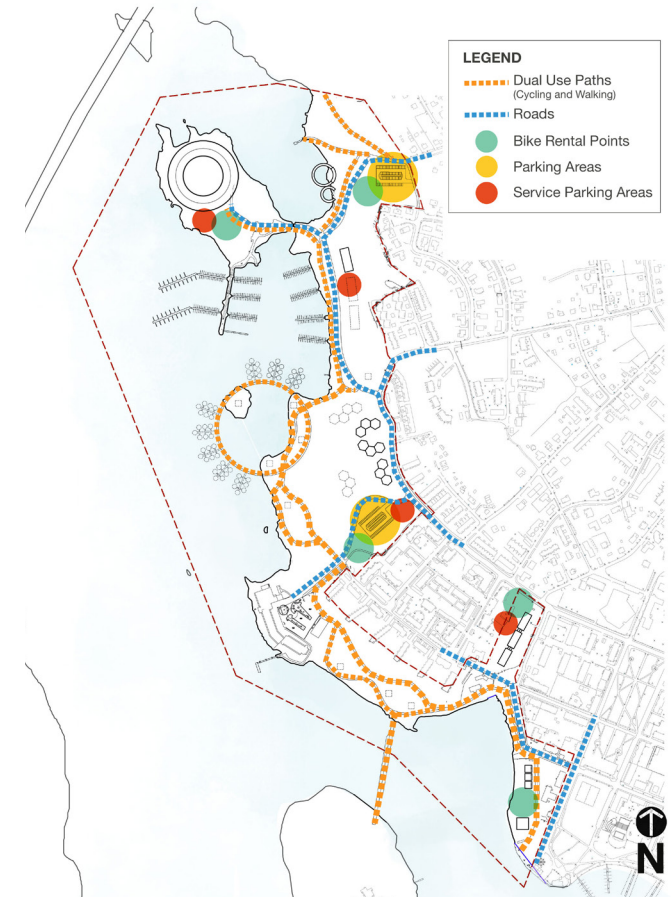 LEGEND
Dual Use Paths
(Cycling and Walking)
Roads
Bike Rental Points
Parking Areas
Service Parking Areas
N